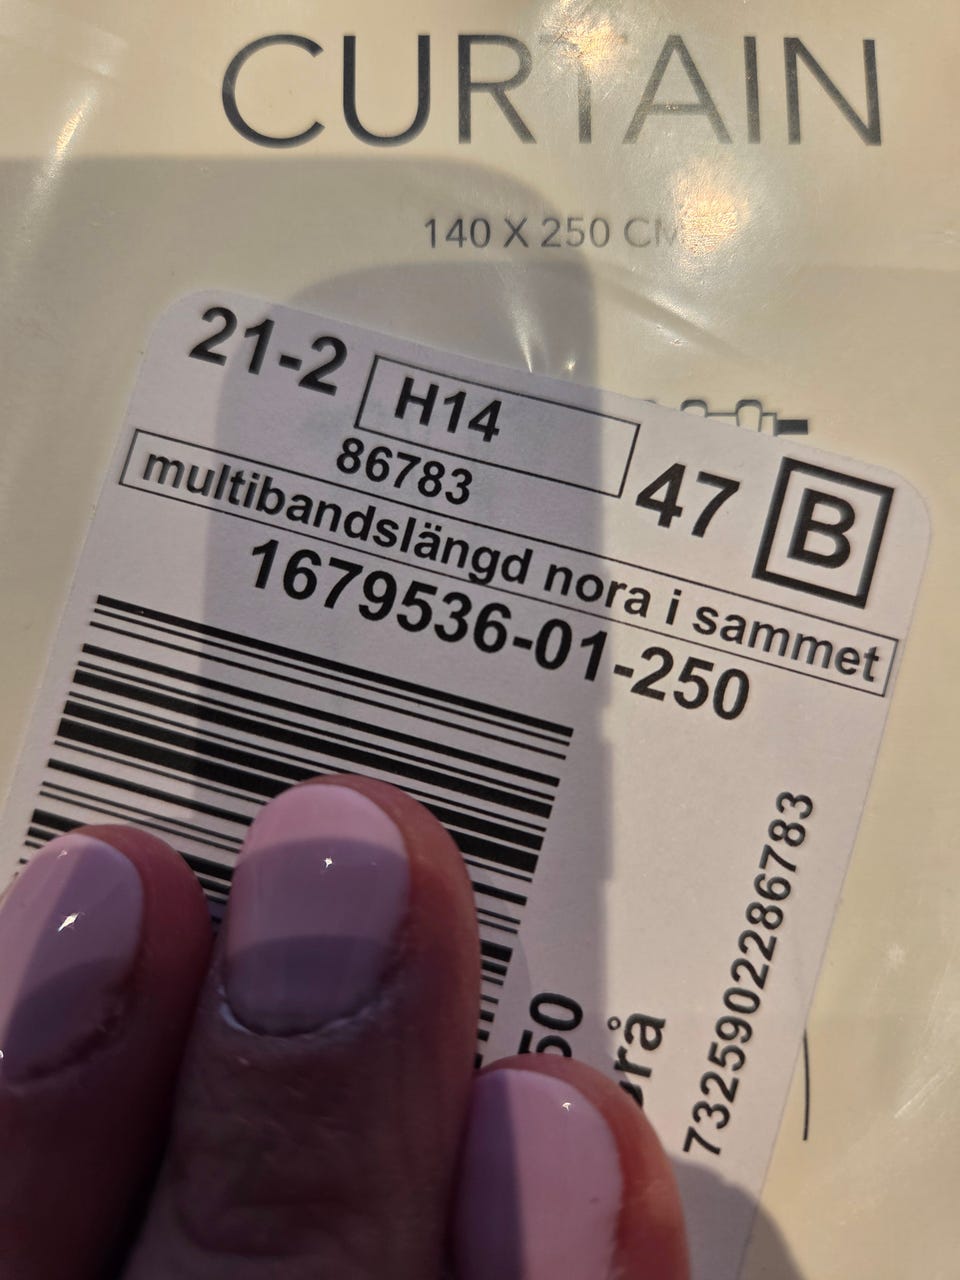 CURTAIN
140 X 250 CM
21-2
H14
86783
47
B
multibandslängd nora i sammet
1679536-01-250
7325902286783